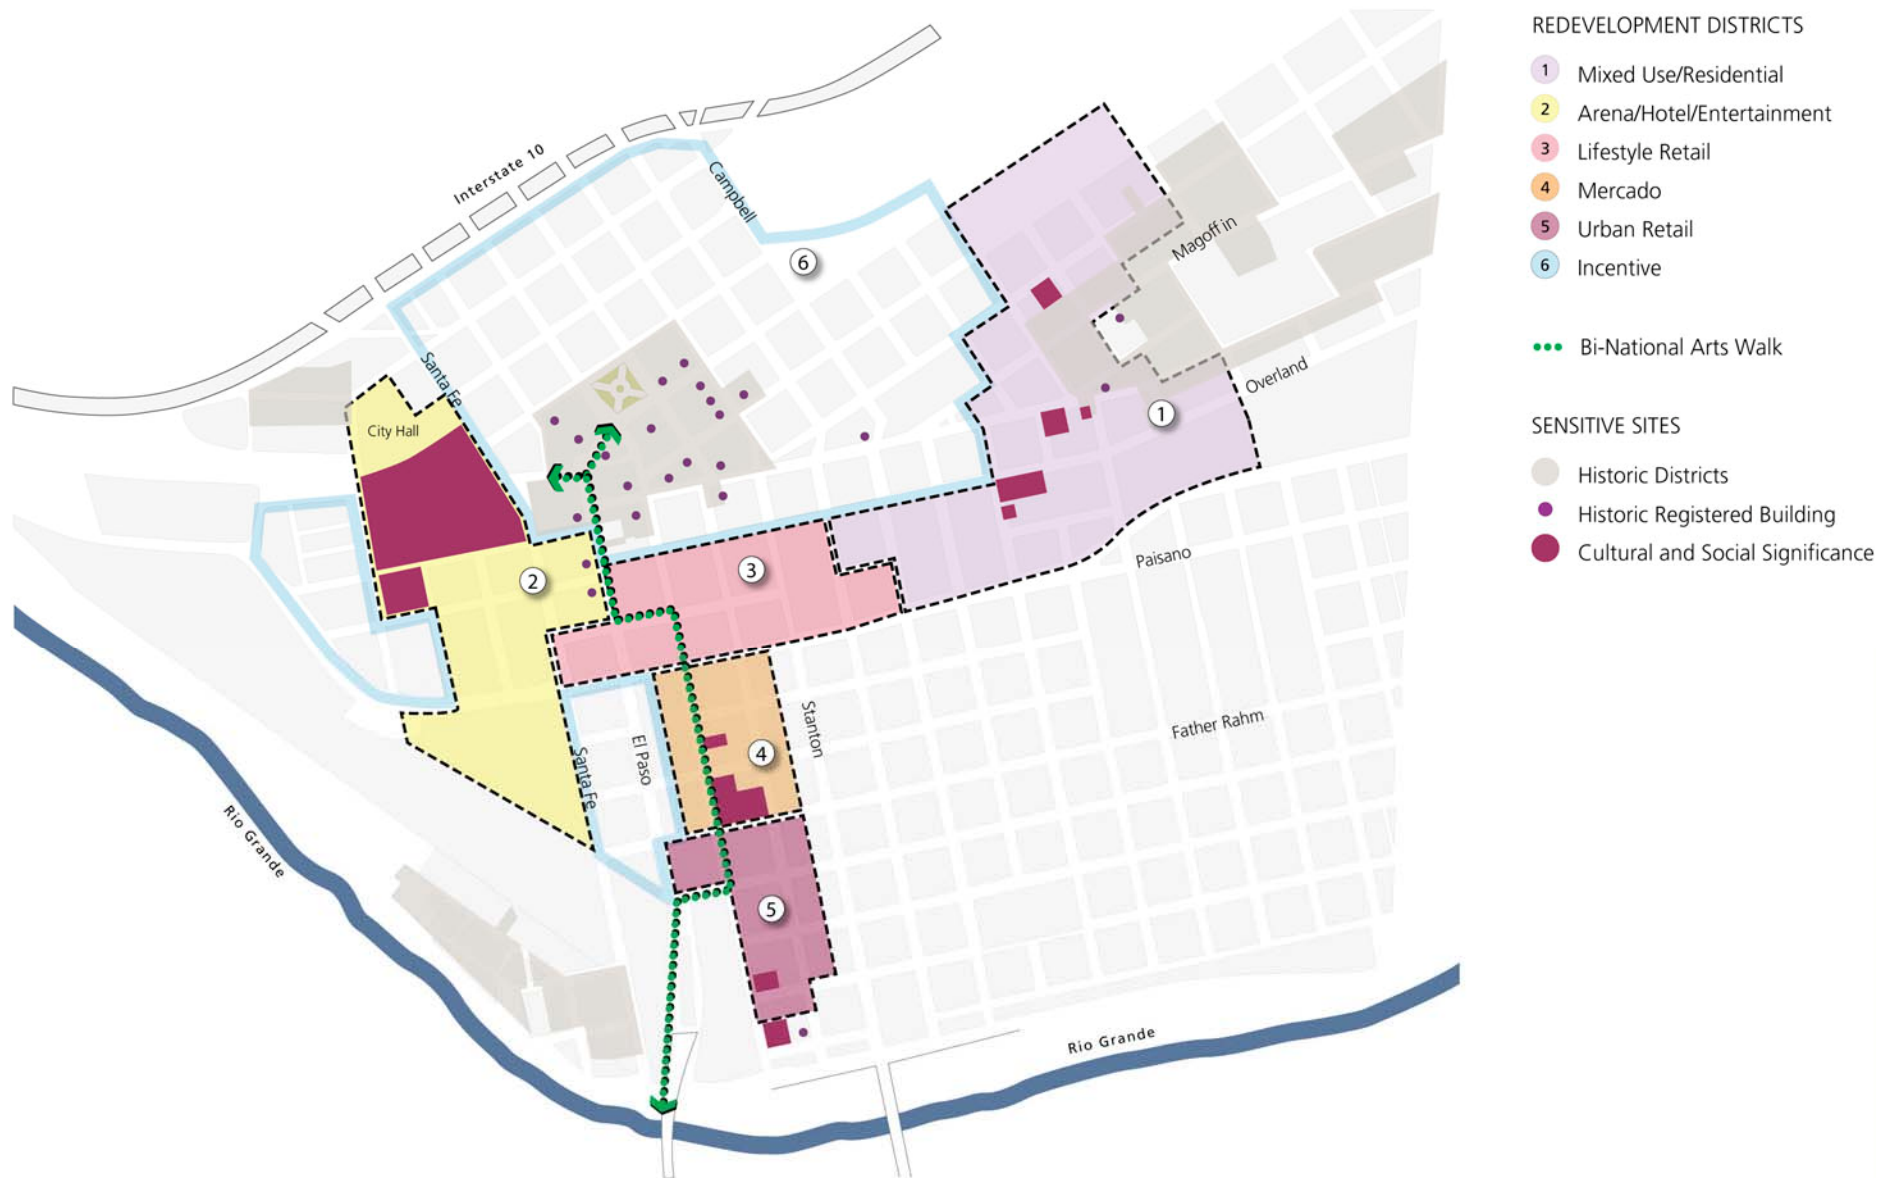 REDEVELOPMENT DISTRICTS
1 Mixed Use/Residential
2 Arena/Hotel/Entertainment
3 Lifestyle Retail
4 Mercado
5 Urban Retail
6 Incentive
Bi-National Arts Walk
SENSITIVE SITES
Historic Districts
Historic Registered Building
Cultural and Social Significance
Interstate 10
Campbell
6
Magoffin
Santa Fe
Overland
City Hall
1
Paisano
2
3
Stanton
Father Rahm
El Paso
Santa Fe
4
Rio Grande
5
Rio Grande